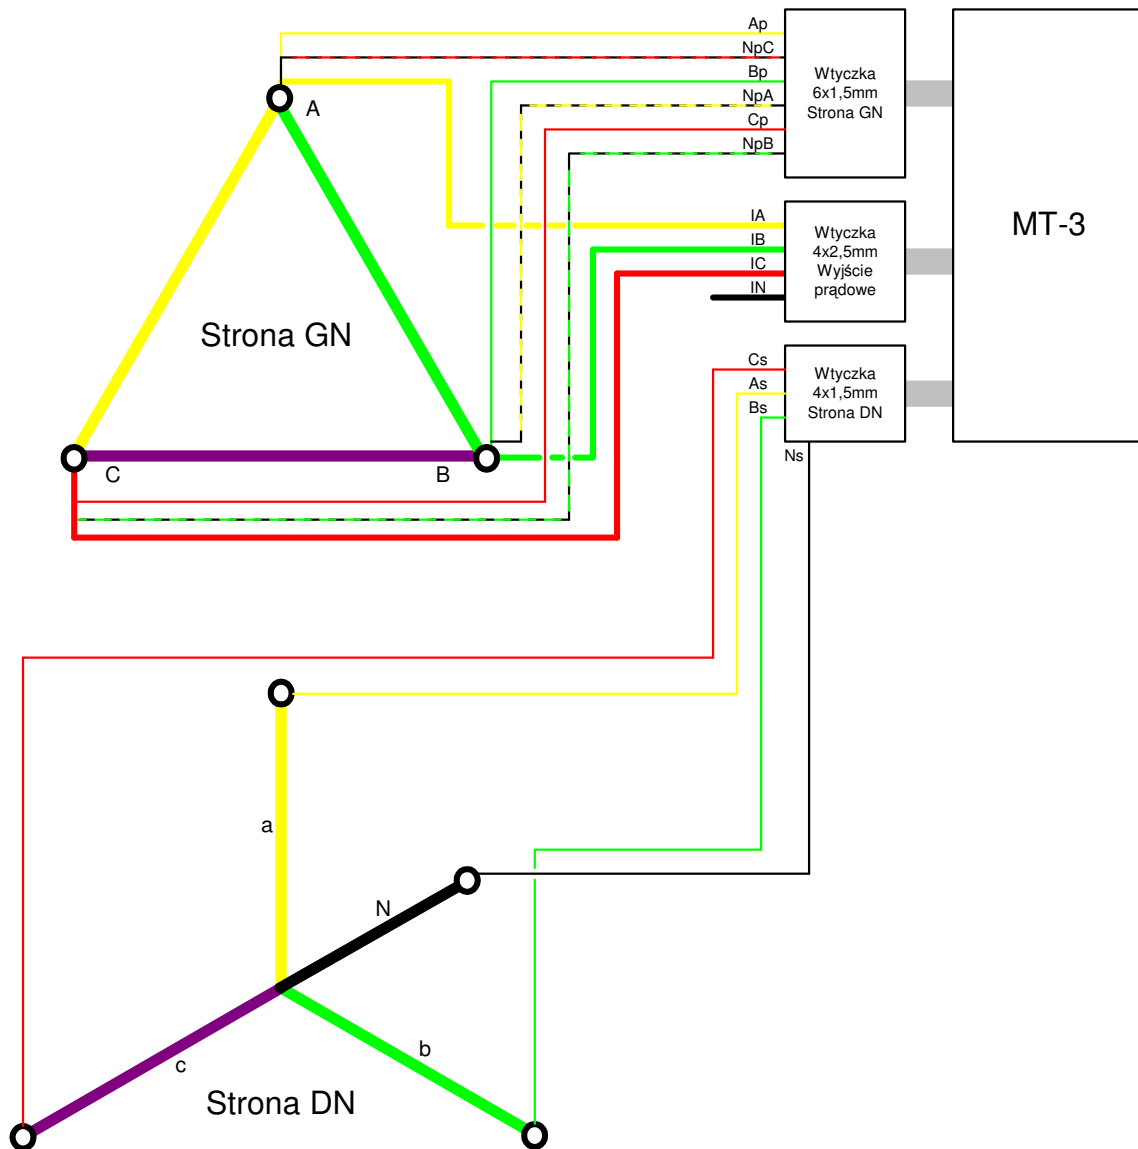 Ap
NpC
Bp
NpA
Cp
NpB
Wtyczka
6x1,5mm
Strona GN
MT-3
A
IA
IB
IC
IN
Wtyczka
4x2,5mm
Wyjście
prądowe
Strona GN
Cs
As
Bs
Ns
Wtyczka
4x1,5mm
Strona DN
C
B
a
N
b
c
Strona DN